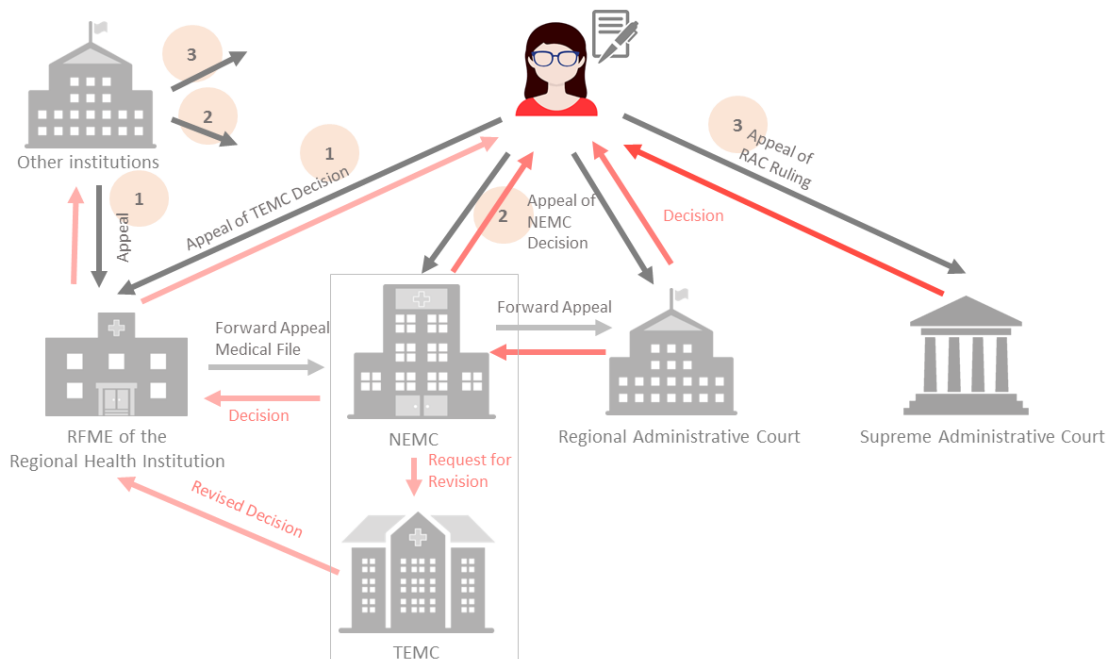 3
2
Other institutions
1
Appeal
1
Appeal of TEMC Decision
2
Appeal of
NEMC
Decision
Decision
3
Appeal of
RAC Ruling
Forward Appeal
Medical File
Decision
Forward Appeal
RFME of the
Regional Health Institution
NEMC
Regional Administrative Court
Supreme Administrative Court
Request for
Revision
Revised Decision
TEMC